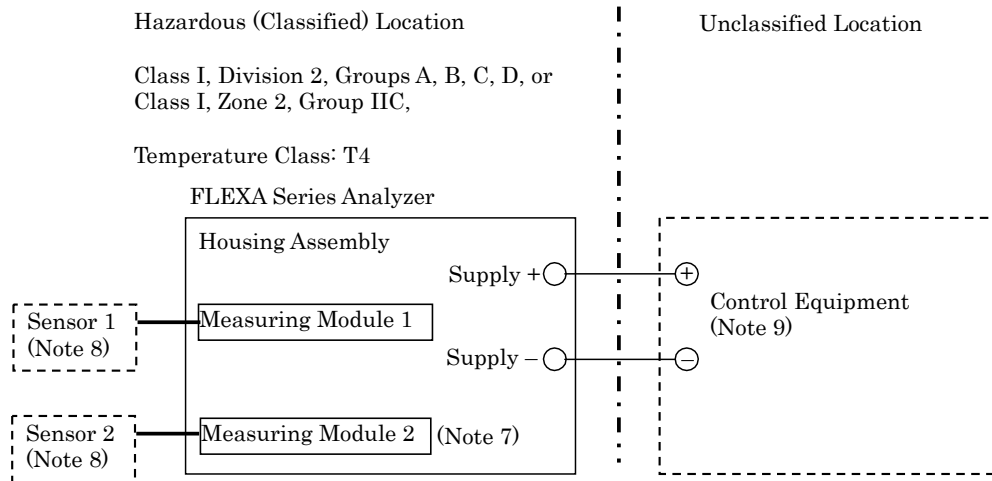 Hazardous (Classified) Location
Unclassified Location
Class I, Division 2, Groups A, B, C, D, or
Class I, Zone 2, Group IIC,
Temperature Class: T4
FLEXA Series Analyzer
Housing Assembly
Supply +
+
Sensor 1
(Note 8)
Measuring Module 1
Control Equipment
(Note 9)
Supply –
–
Sensor 2
(Note 8)
Measuring Module 2
(Note 7)